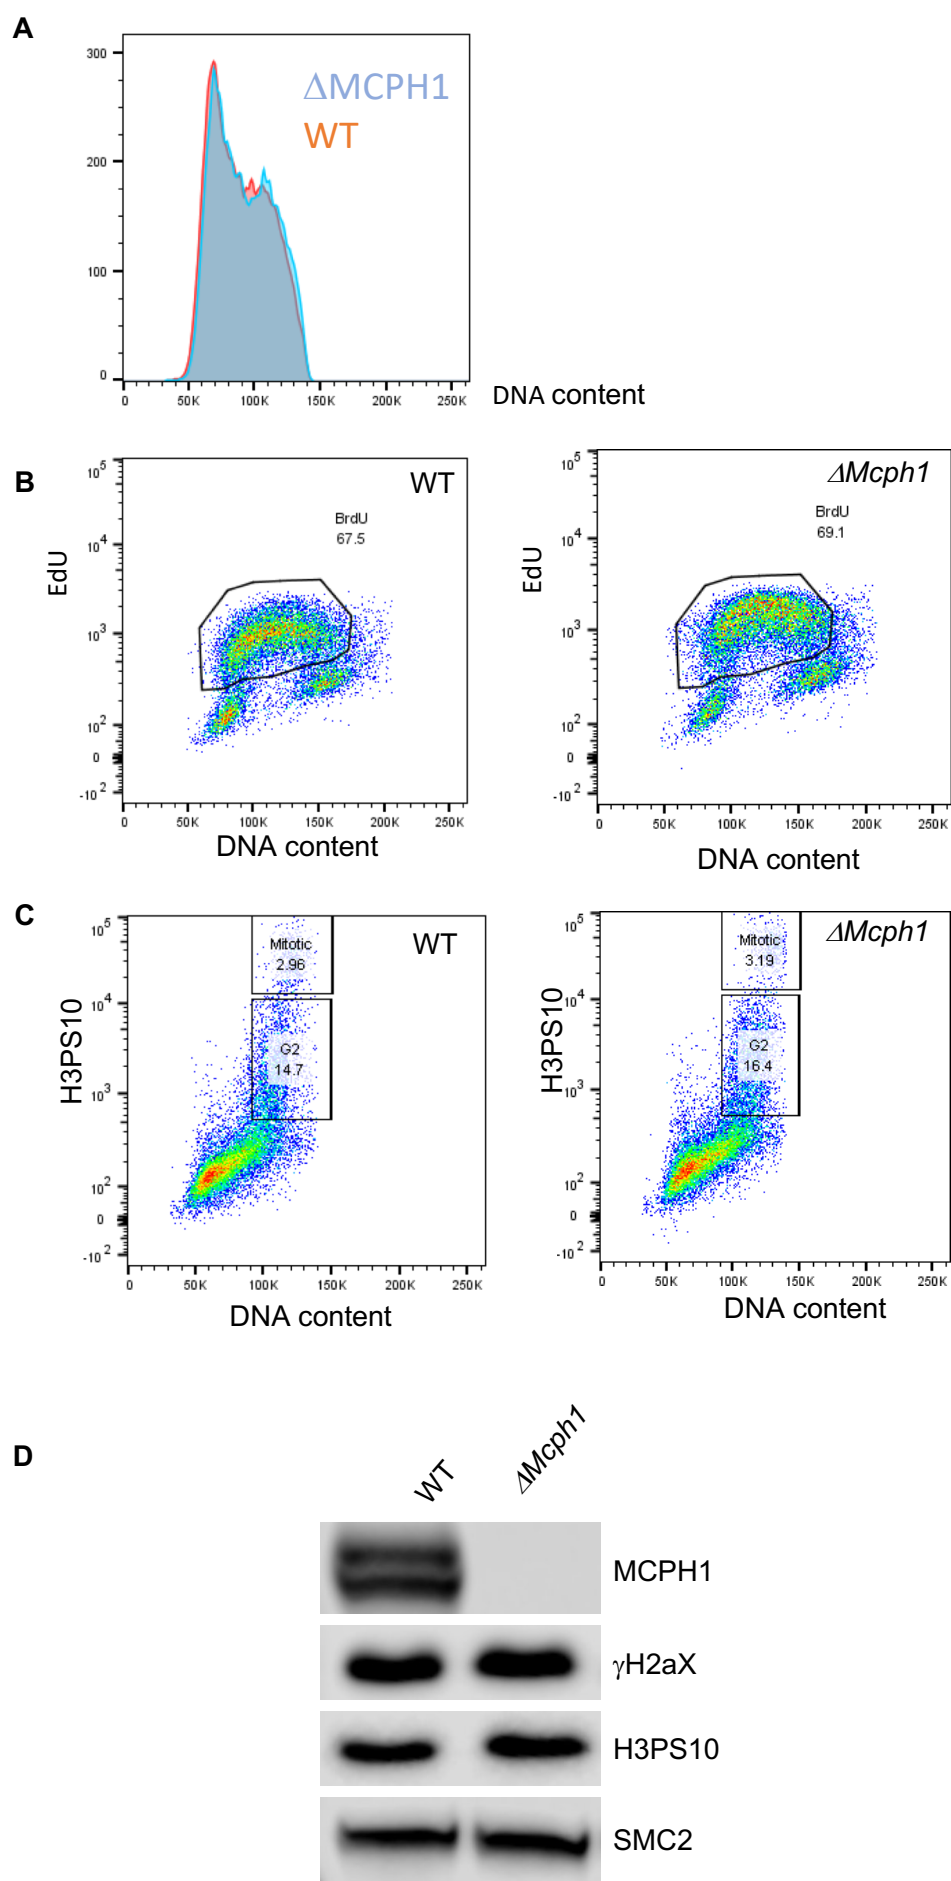 A
300
200
100
0
ΔMCPH1
WT
0 50K 100K 150K 200K 250K
DNA content
B
WT
BrdU
67.5
EdU
10^5
10^4
10^3
10^2
0
-10^2
0 50K 100K 150K 200K 250K
DNA content
ΔMcph1
BrdU
69.1
EdU
10^5
10^4
10^3
10^2
0
-10^2
0 50K 100K 150K 200K 250K
DNA content
C
WT
Mitotic
2.96
G2
14.7
H3PS10
10^5
10^4
10^3
10^2
0
-10^2
0 50K 100K 150K 200K 250K
DNA content
ΔMcph1
Mitotic
3.19
G2
16.4
H3PS10
10^5
10^4
10^3
10^2
0
-10^2
0 50K 100K 150K 200K 250K
DNA content
D
WT
ΔMcph1
MCPH1
γH2aX
H3PS10
SMC2